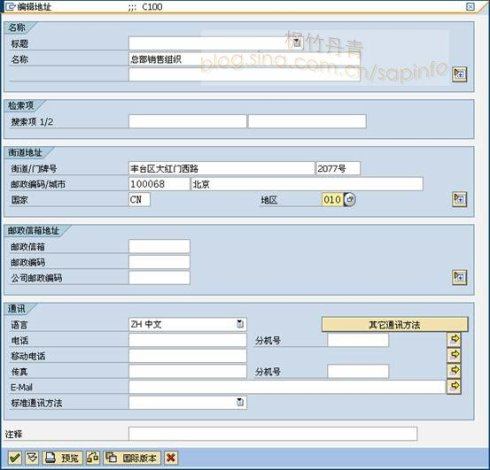 编辑地址 ;;: C100
名称
标题
名称 总部销售组织
枫竹丹青
blog.sina.com.cn/sapinfo
检索项
搜索项 1/2
街道地址
街道/门牌号 丰台区大红门西路 2077号
邮政编码/城市 100068 北京
国家 CN 地区 010
邮政信箱地址
邮政信箱
邮政编码
公司邮政编码
通讯
语言 ZH 中文 其它通讯方法
电话 分机号
移动电话
传真 分机号
E-Mail
标准通讯方法
注释
预览 国际版本